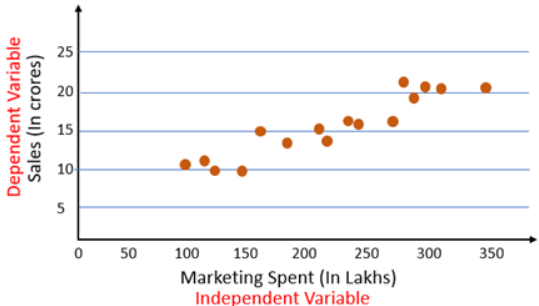 Dependent Variable
Sales (In crores)
25
20
15
10
5
0 50 100 150 200 250 300 350
Marketing Spent (In Lakhs)
Independent Variable